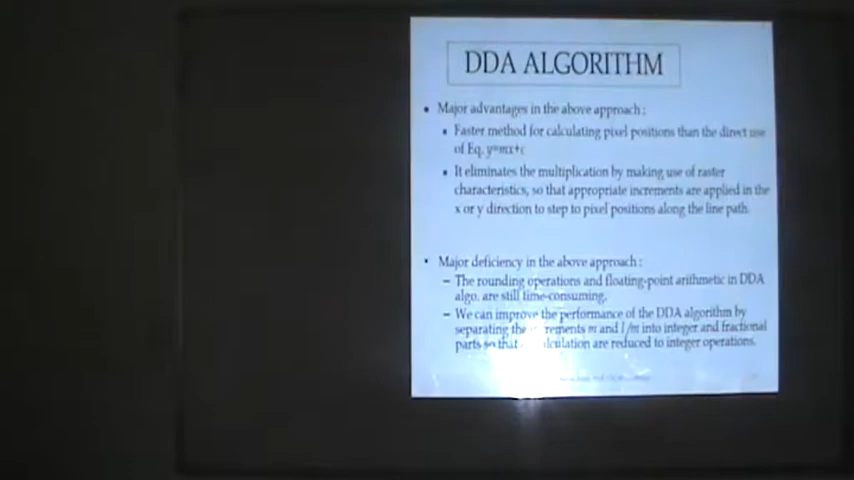 DDA ALGORITHM
• Major advantages in the above approach :
▪ Faster method for calculating pixel positions than the direct use
of Eq. y=mx+c
▪ It eliminates the multiplication by making use of raster
characteristics, so that appropriate increments are applied in the
x or y direction to step to pixel positions along the line path.
• Major deficiency in the above approach :
– The rounding operations and floating-point arithmetic in DDA
algo. are still time-consuming.
– We can improve the performance of the DDA algorithm by
separating the rements m and 1/m into integer and fractional
parts so that lculation are reduced to integer operations.